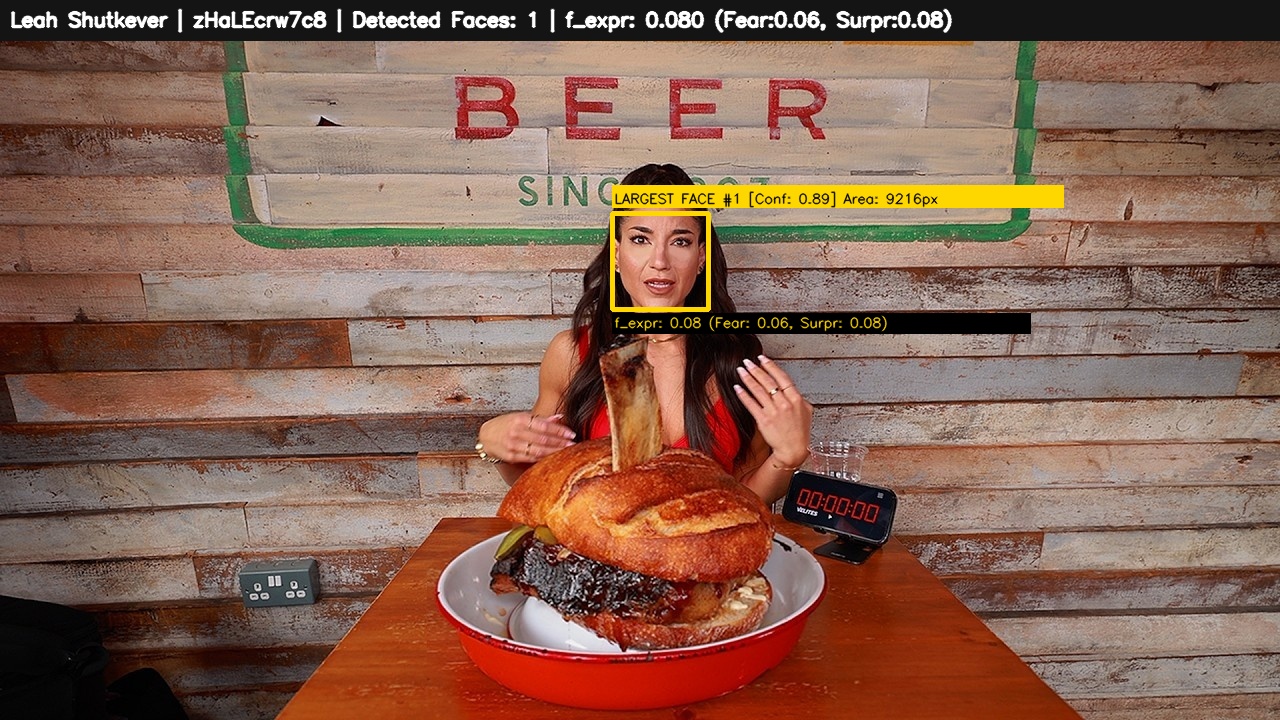 Leah Shutkever | zHaLEcrw7c8 | Detected Faces: 1 | f_expr: 0.080 (Fear:0.06, Surpr:0.08)
BEER
LARGEST FACE #1 [Conf: 0.89] Area: 9216px
f_expr: 0.08 (Fear: 0.06, Surpr: 0.08)
00:00:00